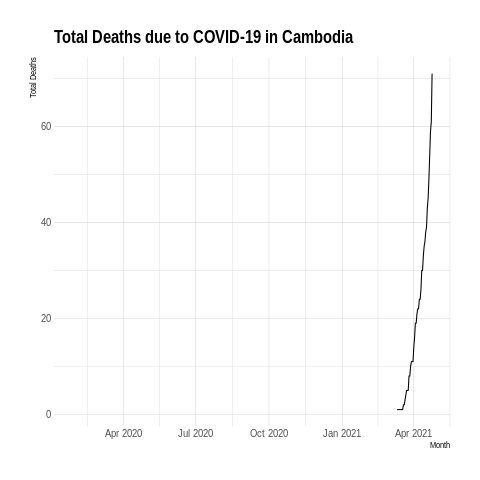 Total Deaths due to COVID-19 in Cambodia
Total Deaths
60
40
20
0
Apr 2020 Jul 2020 Oct 2020 Jan 2021 Apr 2021
Month